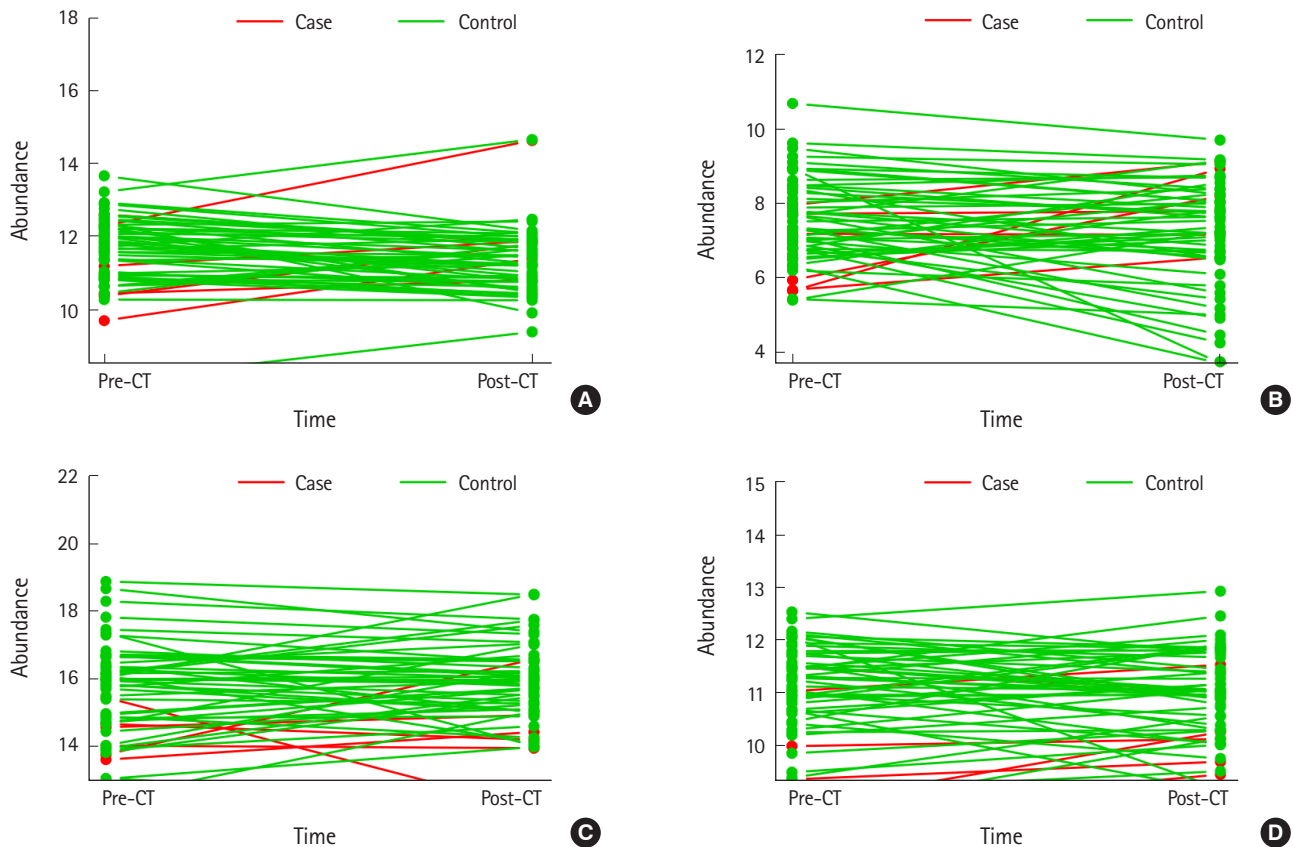 Case Control
18
16
14
12
10
Abundance
Pre-CT Post-CT
Time
A
Case Control
12
10
8
6
4
Abundance
Pre-CT Post-CT
Time
B
Case Control
22
20
18
16
14
Abundance
Pre-CT Post-CT
Time
C
Case Control
15
14
13
12
11
10
Abundance
Pre-CT Post-CT
Time
D